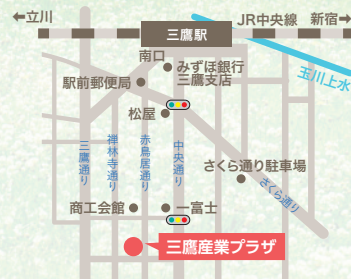 ←立川
JR中央線 新宿→
三鷹駅
南口
みずほ銀行
三鷹支店
玉川上水
駅前郵便局
松屋
三鷹通り
禅林寺通り
赤鳥居通り
中央通り
さくら通り駐車場
さくら通り
商工会館
一富士
三鷹産業プラザ